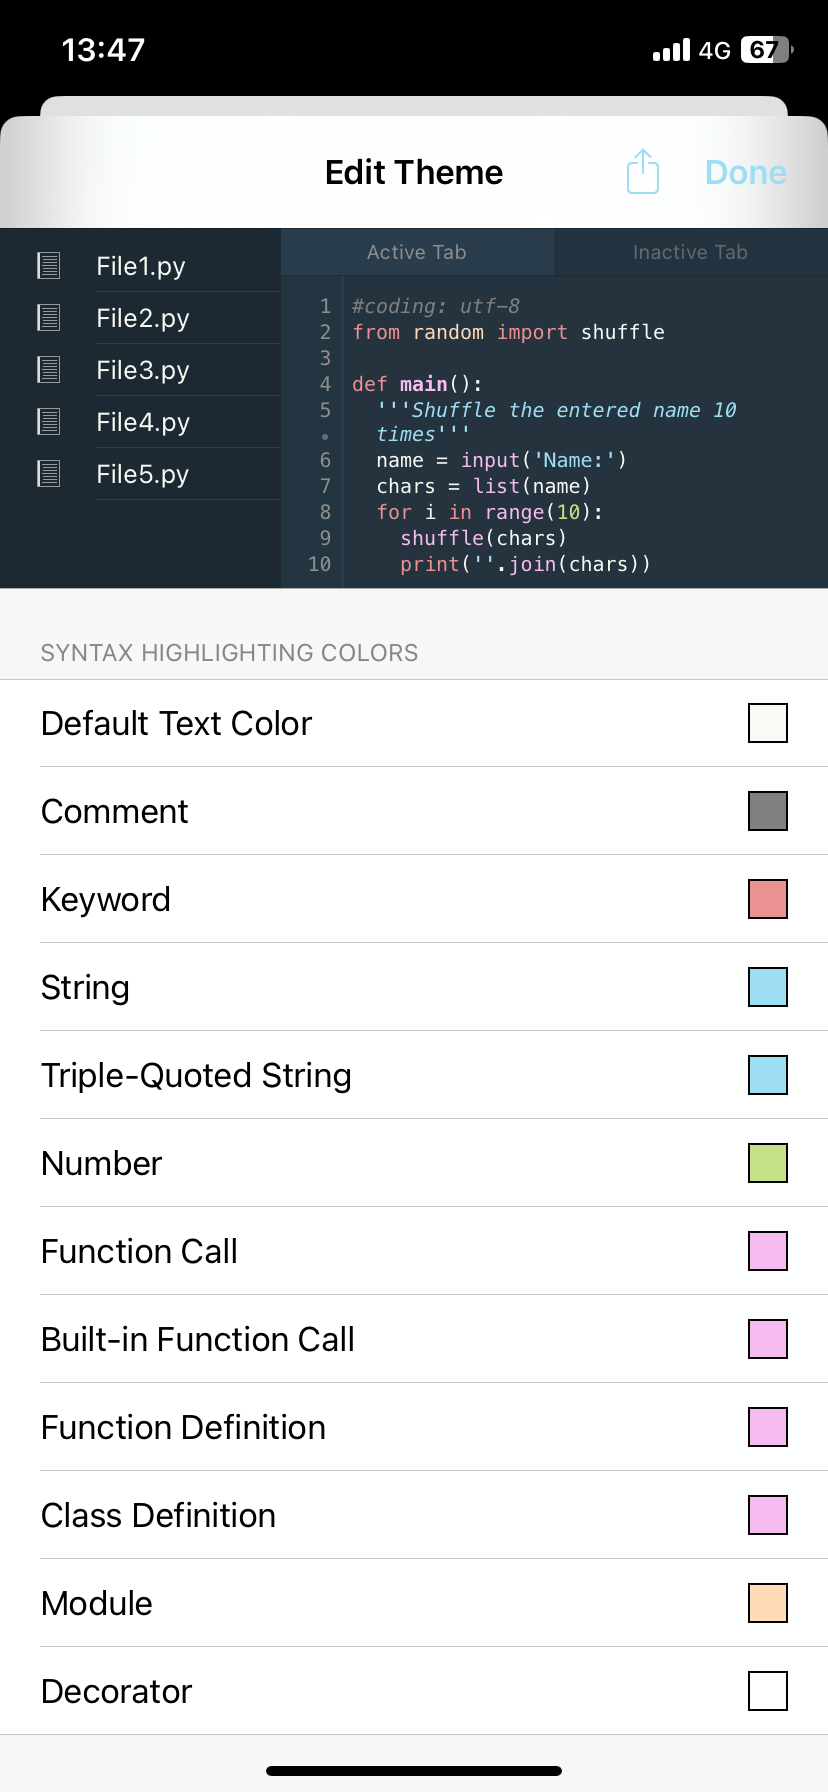 13:47
4G 67
Edit Theme
Done
File1.py
File2.py
File3.py
File4.py
File5.py
Active Tab
Inactive Tab
1 #coding: utf-8
2 from random import shuffle
3
4 def main():
5 '''Shuffle the entered name 10
• times'''
6 name = input('Name:')
7 chars = list(name)
8 for i in range(10):
9 shuffle(chars)
10 print(''.join(chars))
SYNTAX HIGHLIGHTING COLORS
Default Text Color
Comment
Keyword
String
Triple-Quoted String
Number
Function Call
Built-in Function Call
Function Definition
Class Definition
Module
Decorator